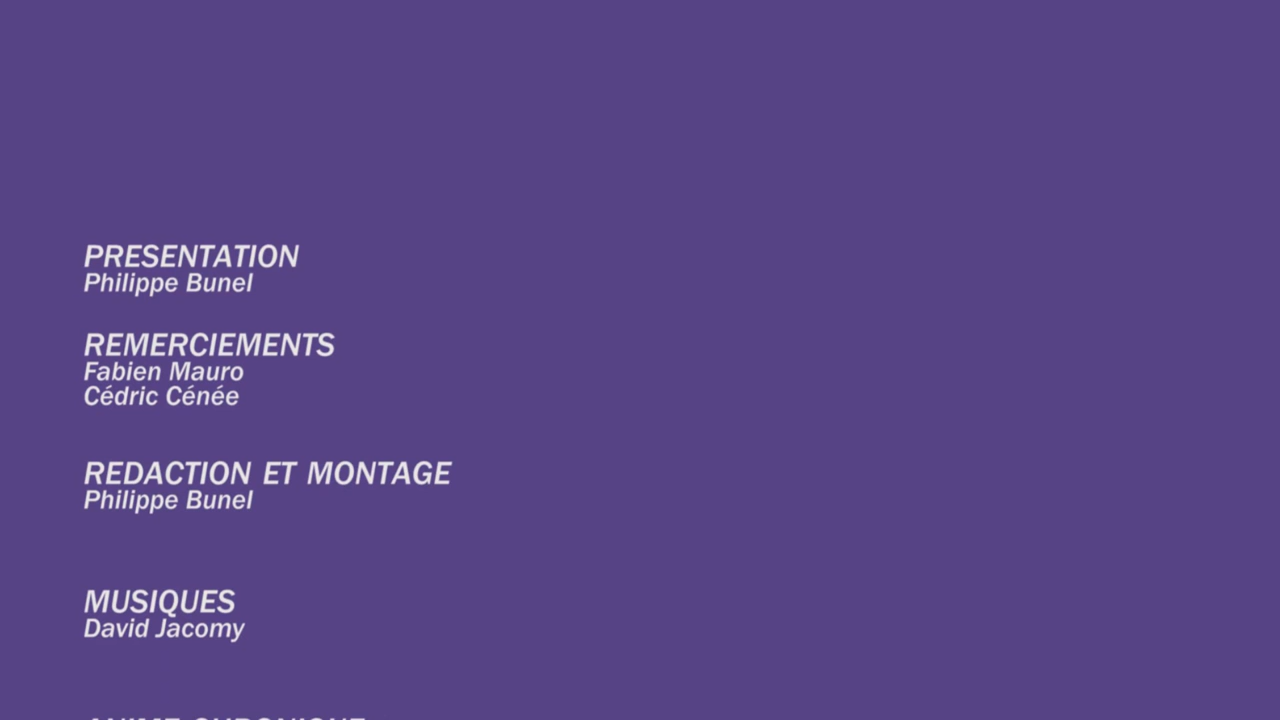 PRESENTATION
Philippe Bunel
REMERCIEMENTS
Fabien Mauro
Cédric Cénée
REDACTION ET MONTAGE
Philippe Bunel
MUSIQUES
David Jacomy